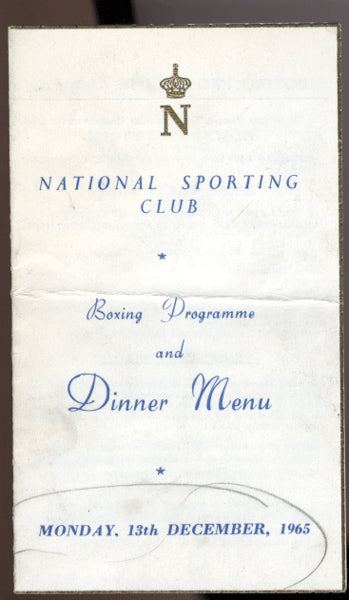 N
NATIONAL SPORTING
CLUB
Boxing Programme
and
Dinner Menu
MONDAY, 13th DECEMBER, 1965